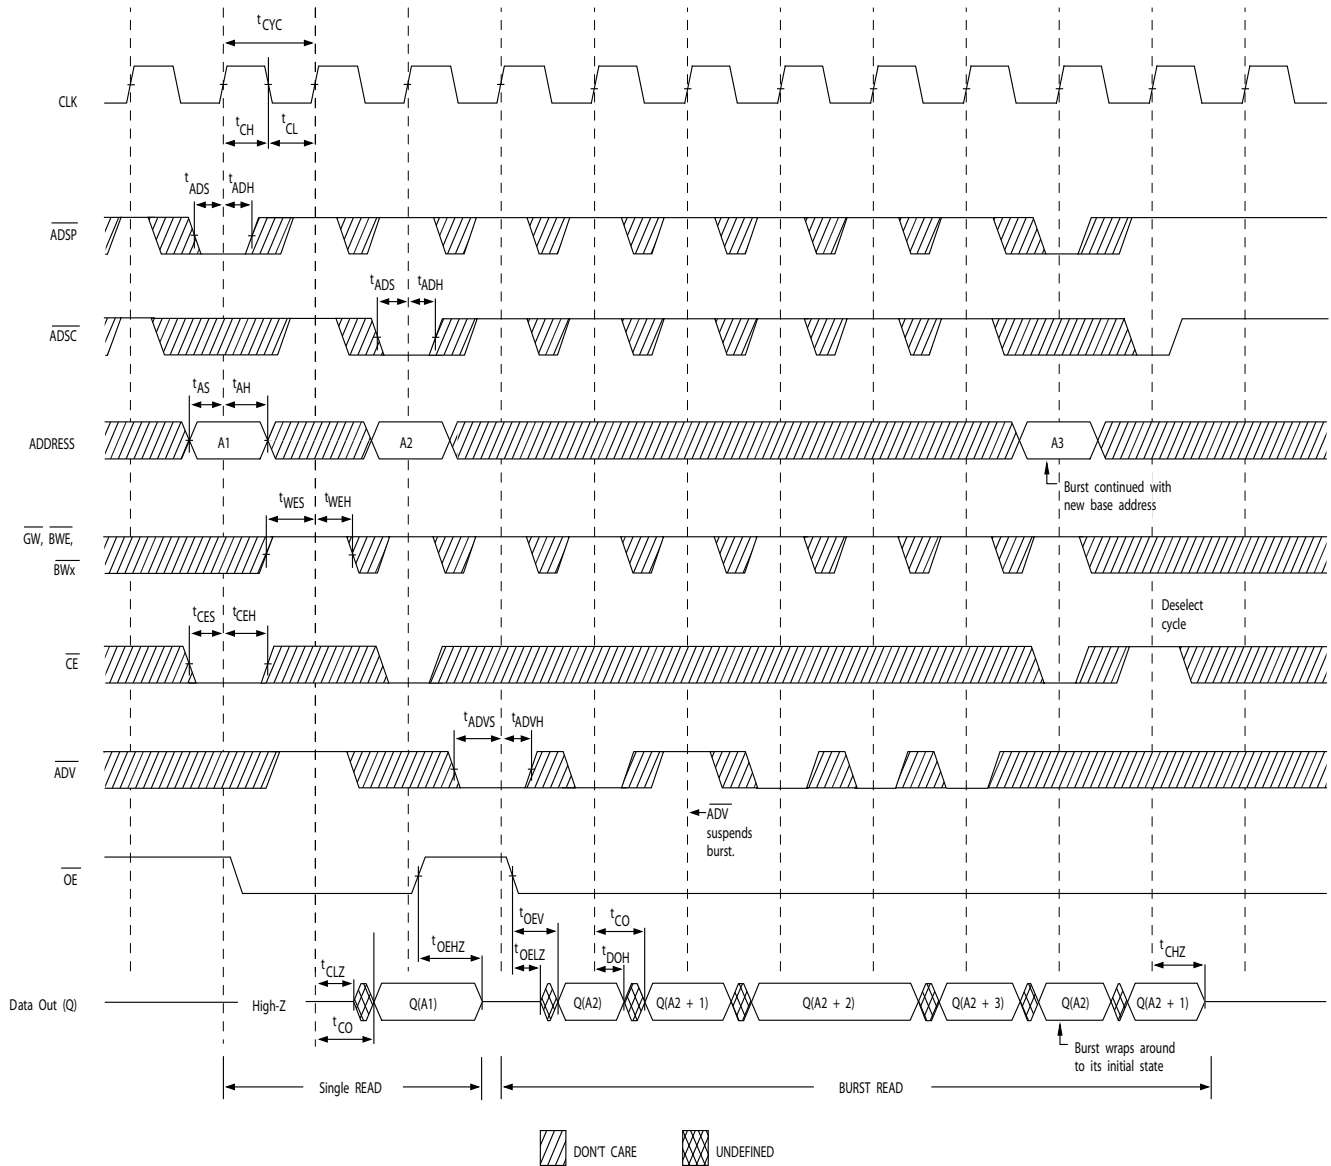 tCYC
CLK
tCH
tCL
tADS
tADH
ADSP
tADS
tADH
ADSC
tAS
tAH
ADDRESS
A1
A2
A3
Burst continued with
new base address
tWES
tWEH
GW, BWE,
BWx
Deselect
cycle
tCES
tCEH
CE
tADVS
tADVH
ADV
ADV
suspends
burst.
OE
tOEV
tCO
tOEHZ
tOELZ
tDOH
tCHZ
tCLZ
Data Out (Q)
High-Z
Q(A1)
Q(A2)
Q(A2 + 1)
Q(A2 + 2)
Q(A2 + 3)
Q(A2)
Q(A2 + 1)
tCO
Burst wraps around
to its initial state
Single READ
BURST READ
DON'T CARE
UNDEFINED